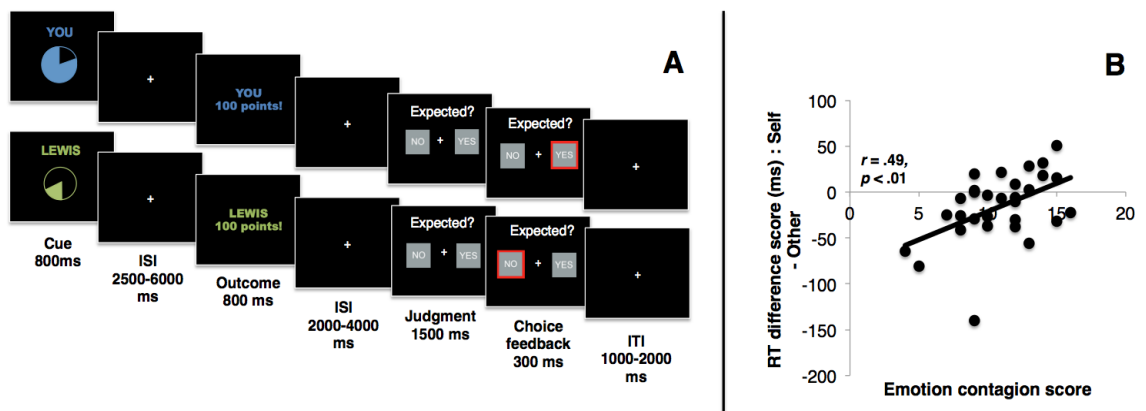 A
YOU
YOU
100 points!
Expected?
NO + YES
Expected?
NO + YES
LEWIS
LEWIS
100 points!
Expected?
NO + YES
Expected?
NO + YES
Cue
800ms
ISI
2500-6000
ms
Outcome
800 ms
ISI
2000-4000
ms
Judgment
1500 ms
Choice
feedback
300 ms
ITI
1000-2000
ms
B
RT difference score (ms) : Self
- Other
100
50
0
-50
-100
-150
-200
r = .49,
p < .01
0 5 10 15 20
Emotion contagion score